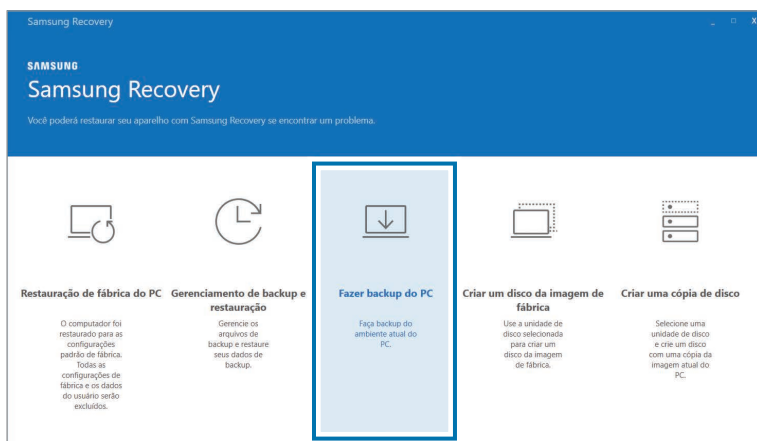 Samsung Recovery
SAMSUNG
Samsung Recovery
Você poderá restaurar seu aparelho com Samsung Recovery se encontrar um problema.
Restauração de fábrica do PC
O computador foi
restaurado para as
configurações
padrão de fábrica.
Todas as
configurações de
fábrica e os dados
do usuário serão
excluídos.
Gerenciamento de backup e
restauração
Gerencie os
arquivos de
backup e restaure
seus dados de
backup.
Fazer backup do PC
Faça backup do
ambiente atual do
PC.
Criar um disco da imagem de
fábrica
Use a unidade de
disco selecionada
para criar um
disco da imagem
de fábrica.
Criar uma cópia de disco
Selecione uma
unidade de disco
e crie um disco
com uma cópia da
imagem atual do
PC.